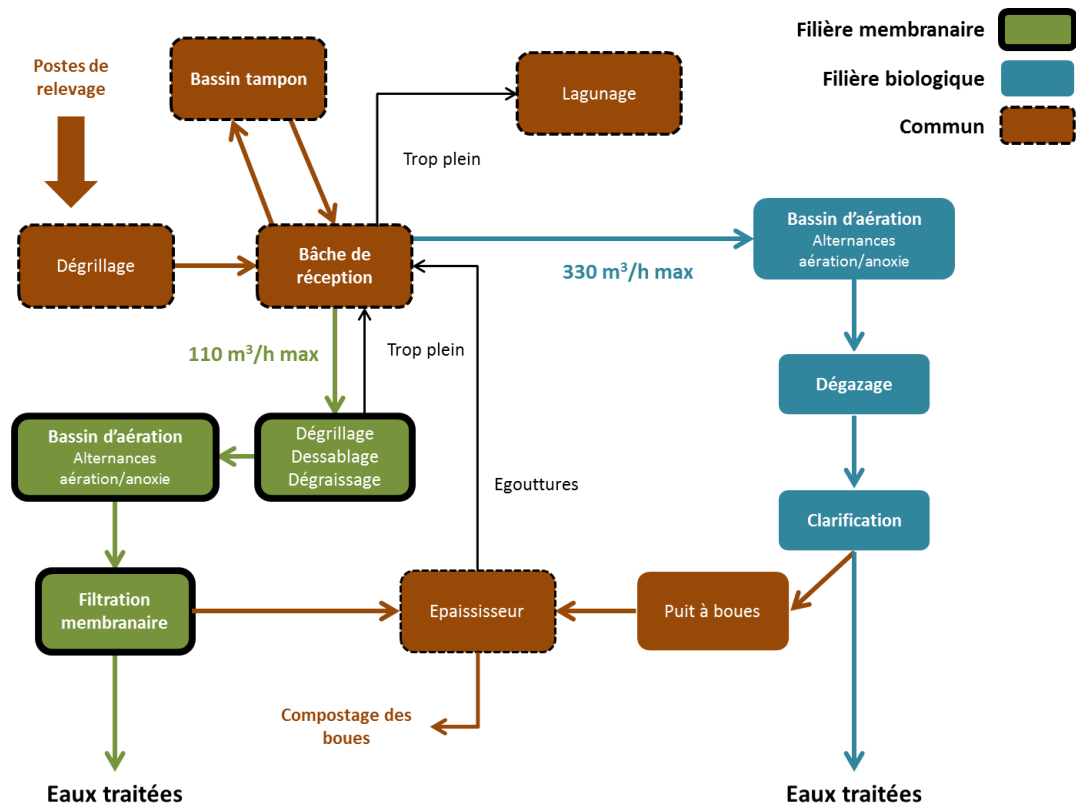 Filière membranaire
Filière biologique
Commun
Postes de
relevage
Bassin tampon
Lagunage
Trop plein
Dégrillage
Bâche de
réception
Bassin d'aération
Alternances
aération/anoxie
330 m³/h max
110 m³/h max
Trop plein
Dégazage
Bassin d'aération
Alternances
aération/anoxie
Dégrillage
Dessablage
Dégraissage
Egouttures
Clarification
Filtration
membranaire
Epaississeur
Puit à boues
Compostage des
boues
Eaux traitées
Eaux traitées